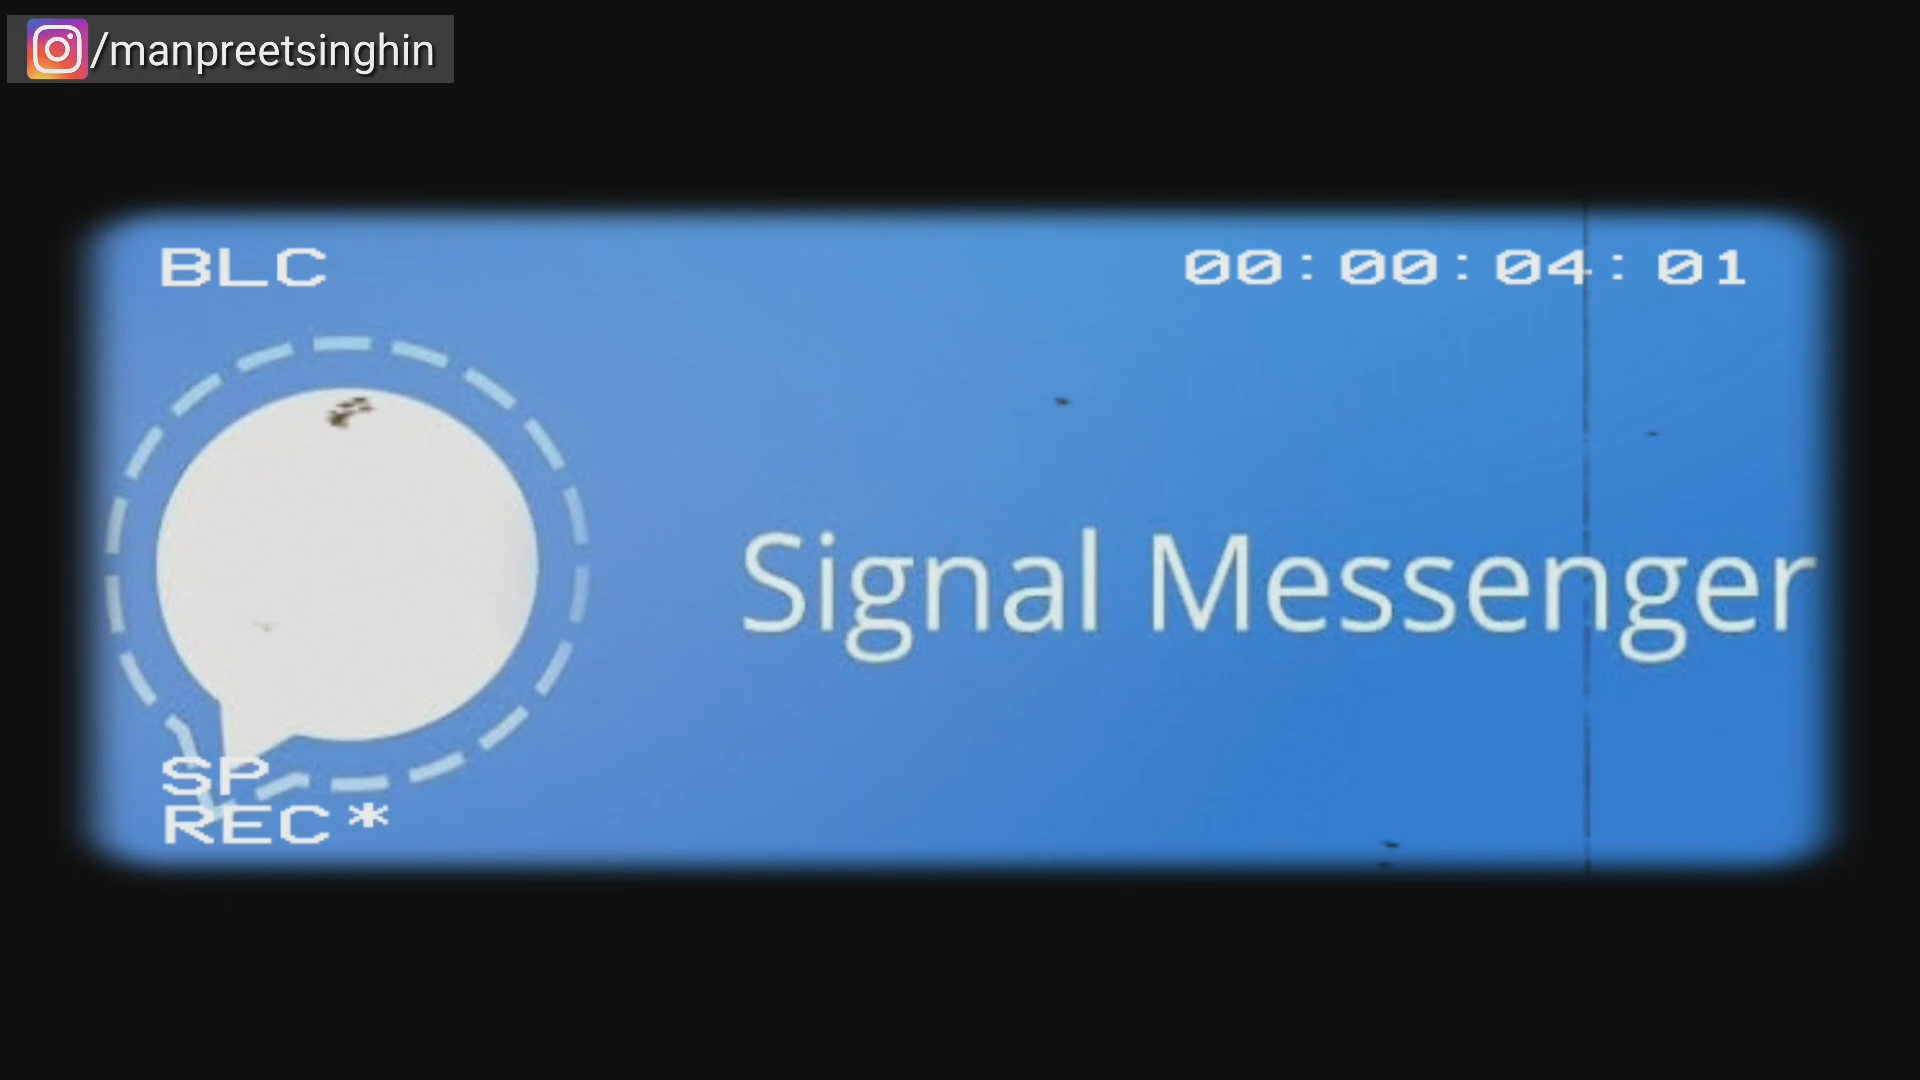 /manpreetsinghin
BLC 00:00:04:01
Signal Messenger
SP
REC*